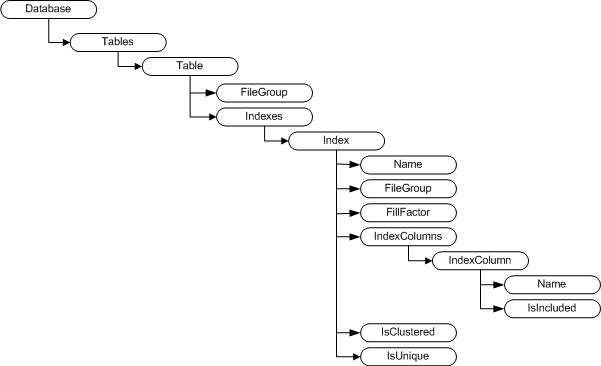 Database
Tables
Table
FileGroup
Indexes
Index
Name
FileGroup
FillFactor
IndexColumns
IndexColumn
Name
IsIncluded
IsClustered
IsUnique